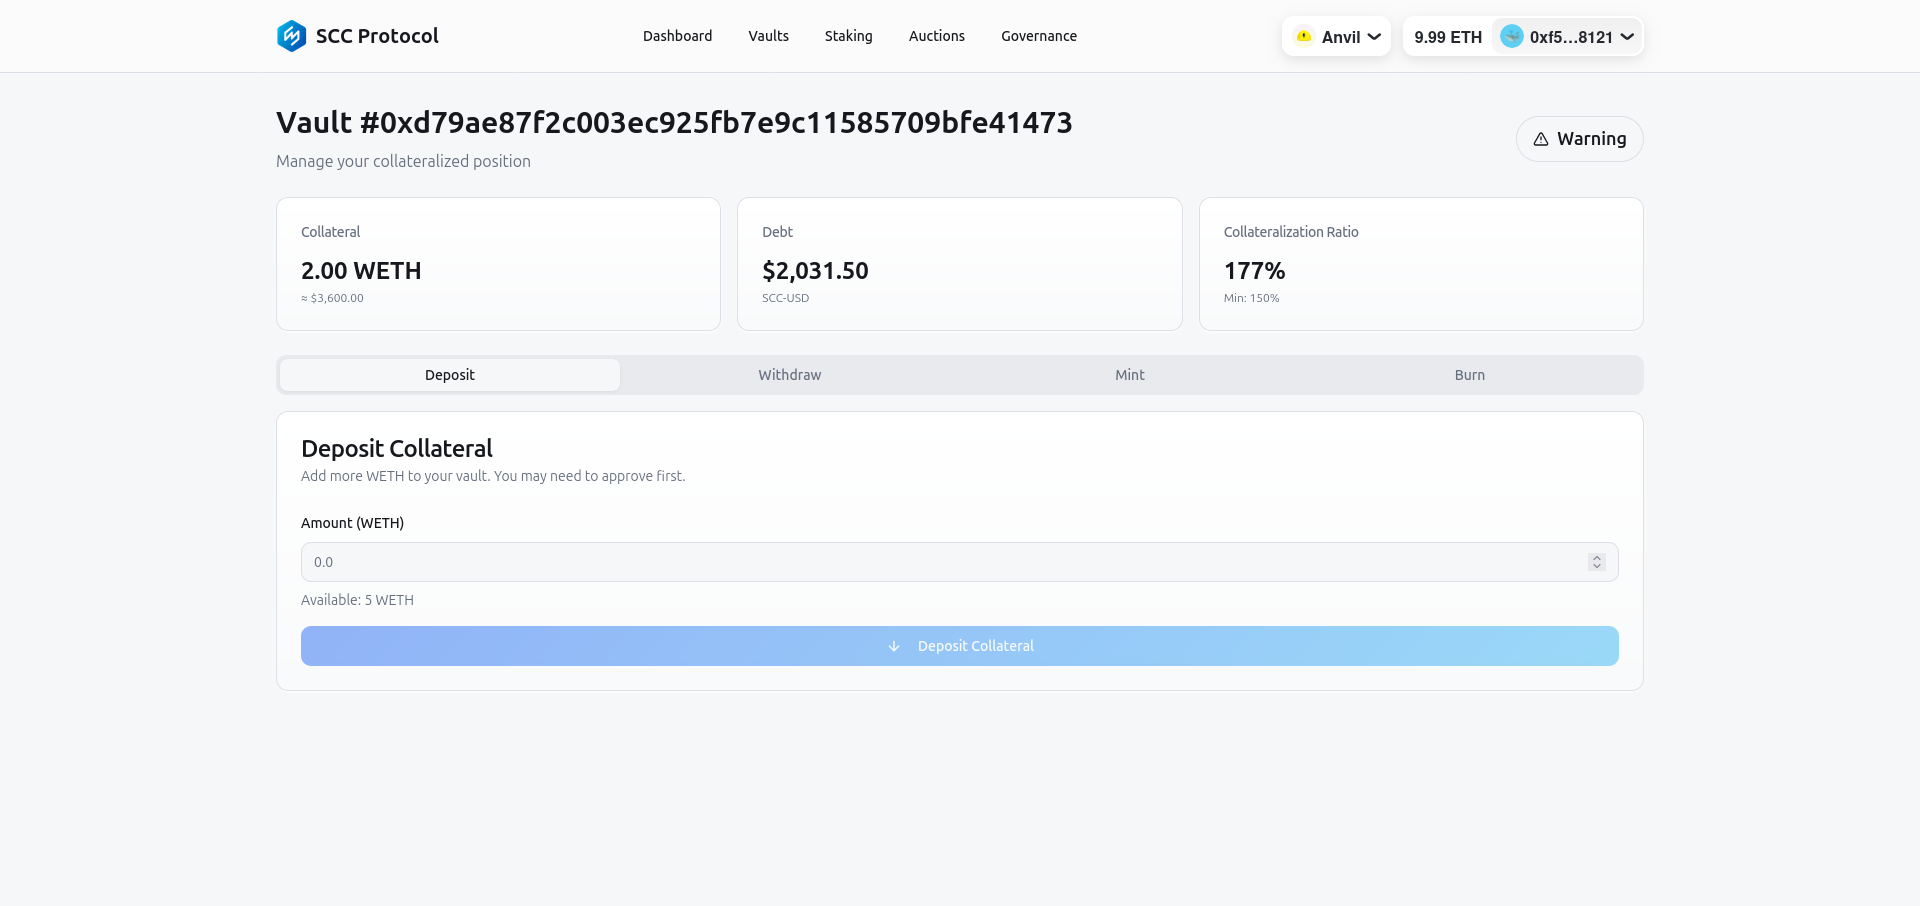 SCC Protocol
Dashboard
Vaults
Staking
Auctions
Governance
Anvil
9.99 ETH
0xf5...8121
Vault #0xd79ae87f2c003ec925fb7e9c11585709bfe41473
Manage your collateralized position
Warning
Collateral
2.00 WETH
≈ $3,600.00
Debt
$2,031.50
SCC-USD
Collateralization Ratio
177%
Min: 150%
Deposit
Withdraw
Mint
Burn
Deposit Collateral
Add more WETH to your vault. You may need to approve first.
Amount (WETH)
0.0
Available: 5 WETH
Deposit Collateral